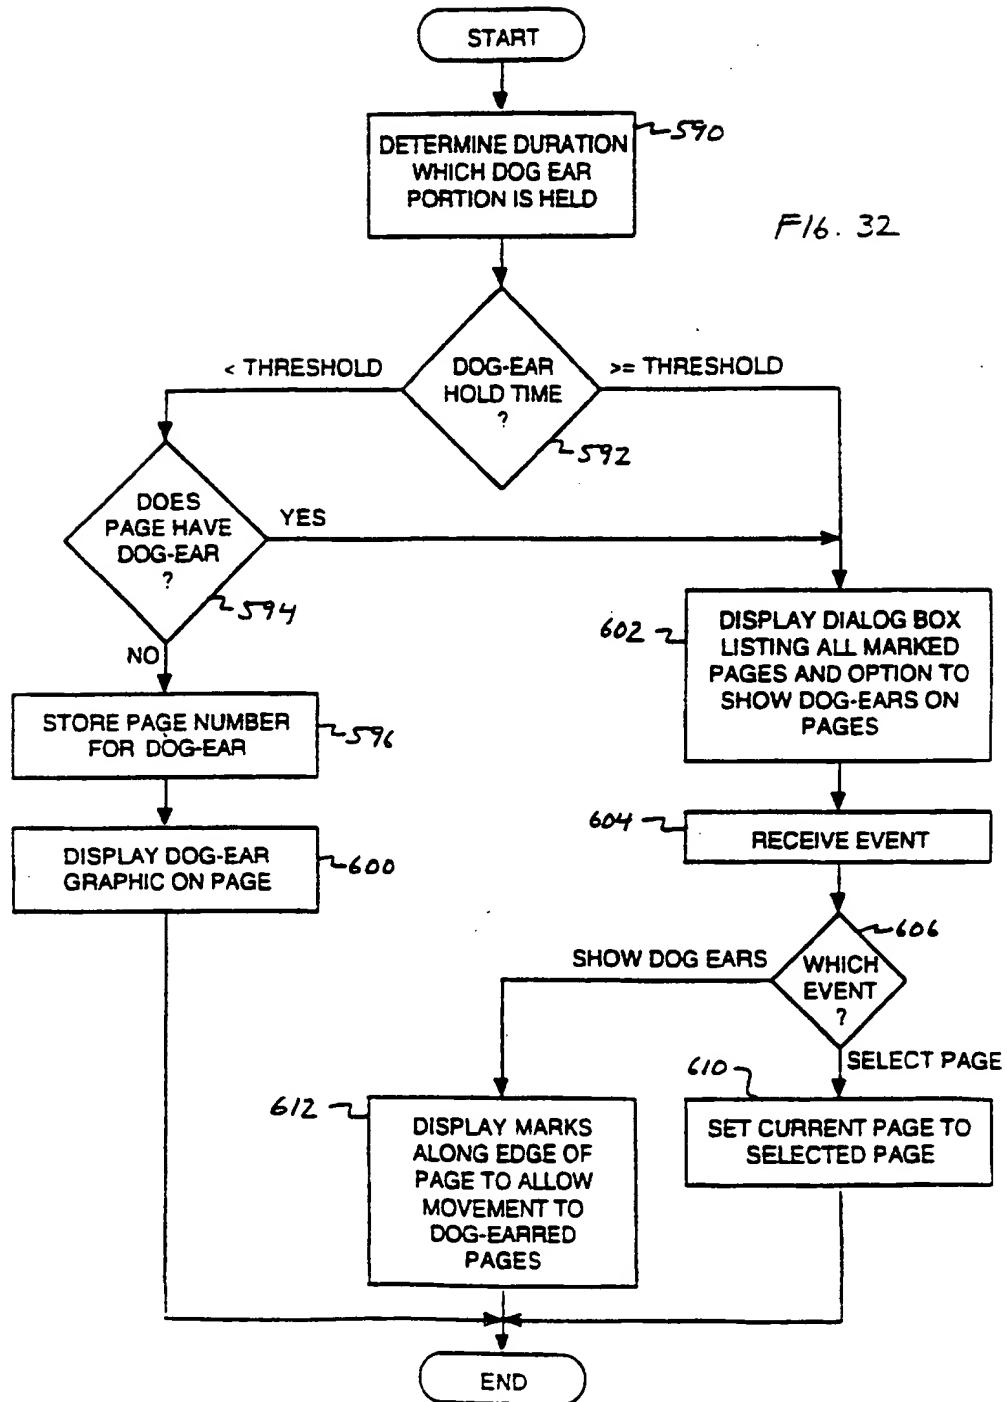 START
DETERMINE DURATION
WHICH DOG EAR
PORTION IS HELD
590
FIG. 32
< THRESHOLD
DOG-EAR
HOLD TIME
?
>= THRESHOLD
592
DOES
PAGE HAVE
DOG-EAR
?
YES
594
NO
602
DISPLAY DIALOG BOX
LISTING ALL MARKED
PAGES AND OPTION TO
SHOW DOG-EARS ON
PAGES
STORE PAGE NUMBER
FOR DOG-EAR
596
604
RECEIVE EVENT
DISPLAY DOG-EAR
GRAPHIC ON PAGE
600
606
SHOW DOG EARS
WHICH
EVENT
?
SELECT PAGE
610
612
DISPLAY MARKS
ALONG EDGE OF
PAGE TO ALLOW
MOVEMENT TO
DOG-EARRED
PAGES
SET CURRENT PAGE TO
SELECTED PAGE
END